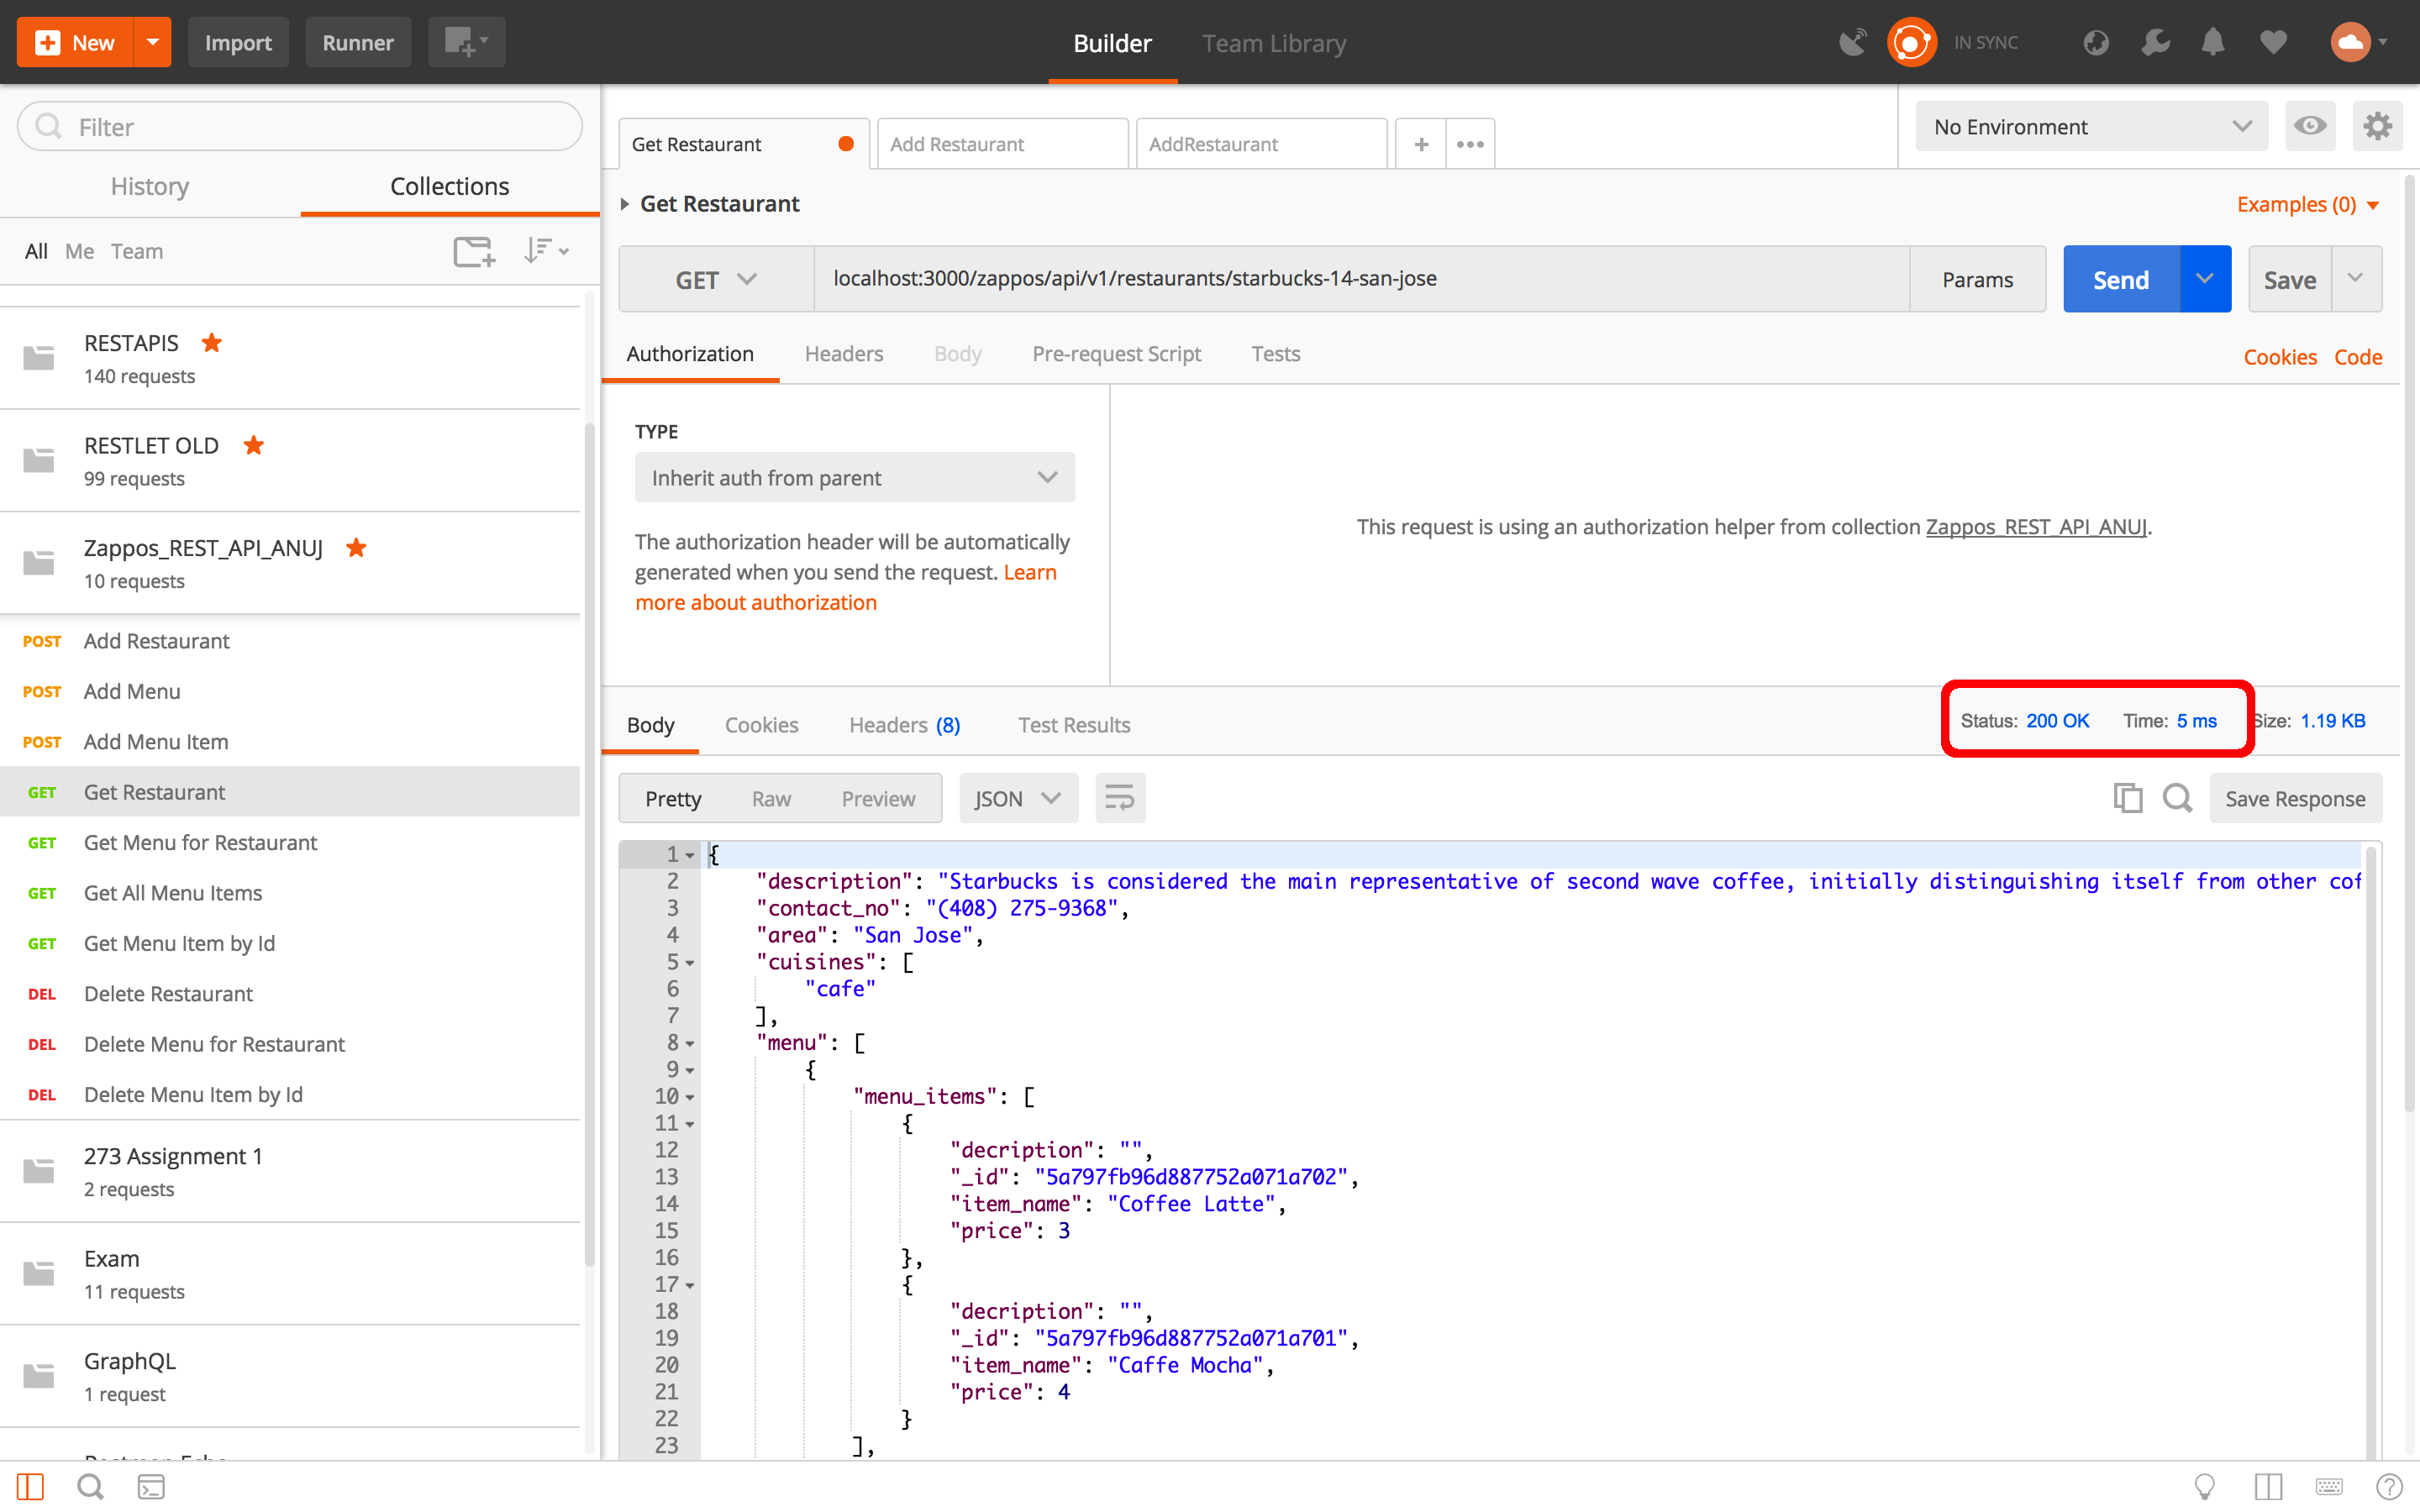 New
Import
Runner
Builder
Team Library
IN SYNC
Filter
History
Collections
All Me Team
RESTAPIS
140 requests
RESTLET OLD
99 requests
Zappos_REST_API_ANUJ
10 requests
POST Add Restaurant
POST Add Menu
POST Add Menu Item
GET Get Restaurant
GET Get Menu for Restaurant
GET Get All Menu Items
GET Get Menu Item by Id
DEL Delete Restaurant
DEL Delete Menu for Restaurant
DEL Delete Menu Item by Id
273 Assignment 1
2 requests
Exam
11 requests
GraphQL
1 request
Get Restaurant
Add Restaurant
AddRestaurant
No Environment
Get Restaurant
Examples (0)
GET
localhost:3000/zappos/api/v1/restaurants/starbucks-14-san-jose
Params
Send
Save
Authorization
Headers
Body
Pre-request Script
Tests
Cookies
Code
TYPE
Inherit auth from parent
The authorization header will be automatically
generated when you send the request. Learn
more about authorization
This request is using an authorization helper from collection Zappos_REST_API_ANUJ.
Body
Cookies
Headers (8)
Test Results
Status: 200 OK Time: 5 ms Size: 1.19 KB
Pretty
Raw
Preview
JSON
Save Response
1 {
2 "description": "Starbucks is considered the main representative of second wave coffee, initially distinguishing itself from other cof
3 "contact_no": "(408) 275-9368",
4 "area": "San Jose",
5 "cuisines": [
6 "cafe"
7 ],
8 "menu": [
9 {
10 "menu_items": [
11 {
12 "decription": "",
13 "_id": "5a797fb96d887752a071a702",
14 "item_name": "Coffee Latte",
15 "price": 3
16 },
17 {
18 "decription": "",
19 "_id": "5a797fb96d887752a071a701",
20 "item_name": "Caffe Mocha",
21 "price": 4
22 }
23 ],